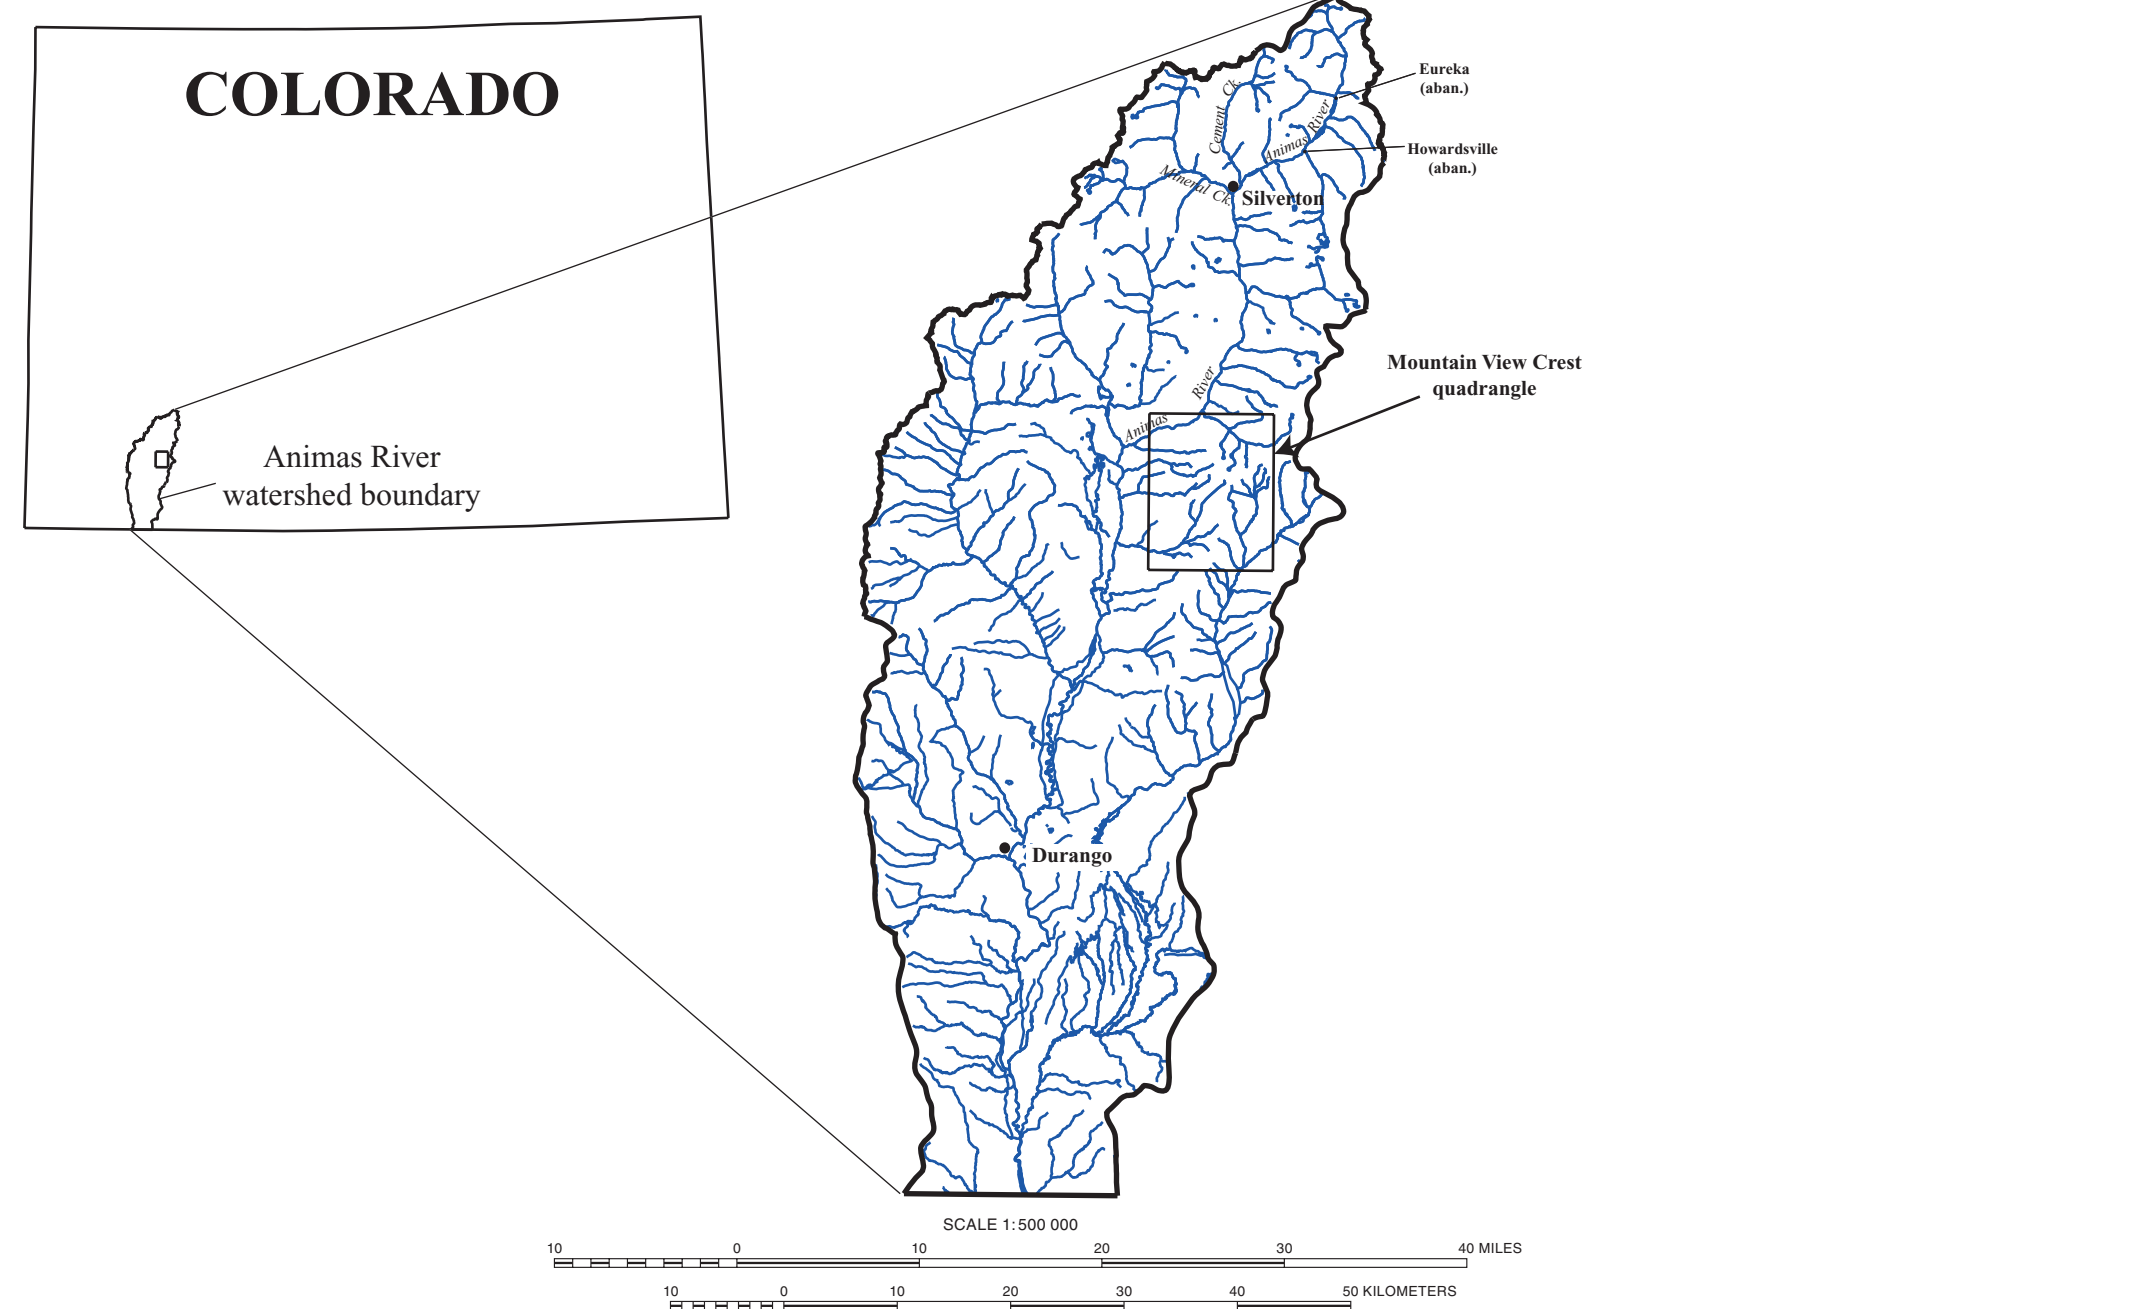 COLORADO
Animas River
watershed boundary
Eureka
(aban.)
Howardsville
(aban.)
Cement Ck.
Animas River
Mineral Ck.
Silverton
Mountain View Crest
quadrangle
Animas River
Durango
SCALE 1:500 000
10 0 10 20 30 40 MILES
10 0 10 20 30 40 50 KILOMETERS